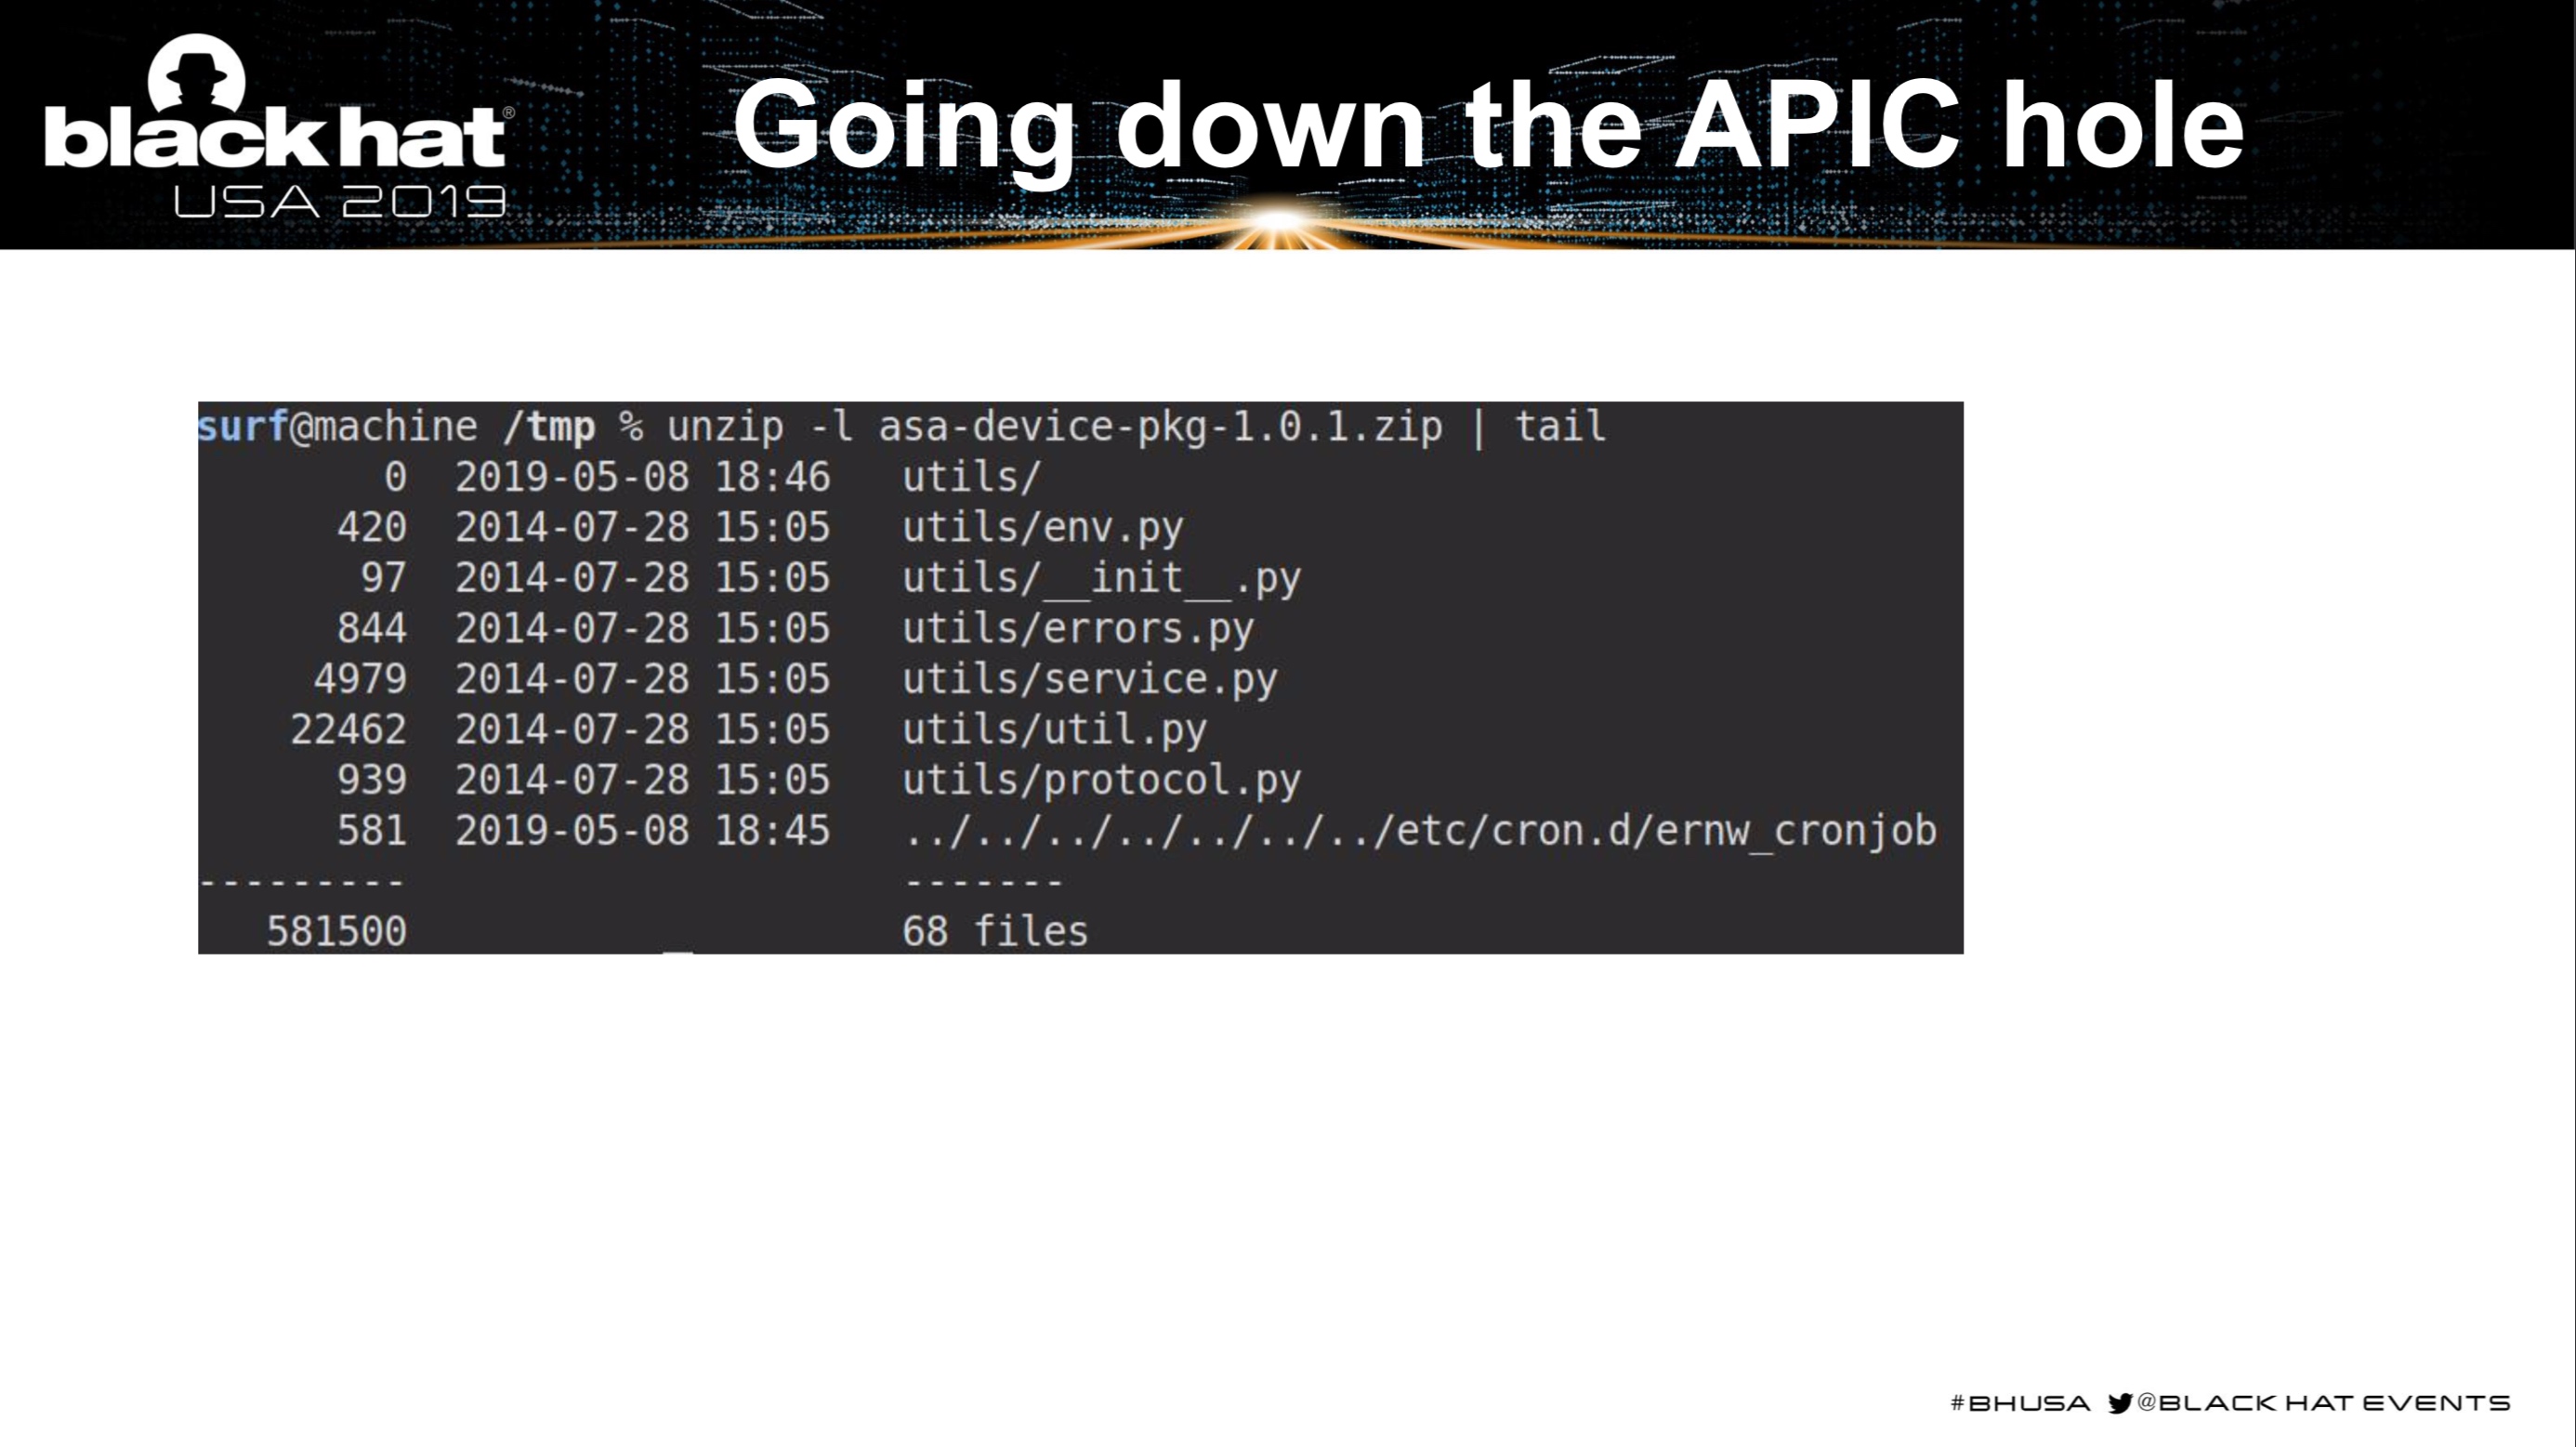 black hat®
USA 2019
Going down the APIC hole
surf@machine /tmp % unzip -l asa-device-pkg-1.0.1.zip | tail
0 2019-05-08 18:46 utils/
420 2014-07-28 15:05 utils/env.py
97 2014-07-28 15:05 utils/__init__.py
844 2014-07-28 15:05 utils/errors.py
4979 2014-07-28 15:05 utils/service.py
22462 2014-07-28 15:05 utils/util.py
939 2014-07-28 15:05 utils/protocol.py
581 2019-05-08 18:45 ../../../../../../../etc/cron.d/ernw_cronjob
--------- -------
581500 68 files
#BHUSA @BLACK HAT EVENTS